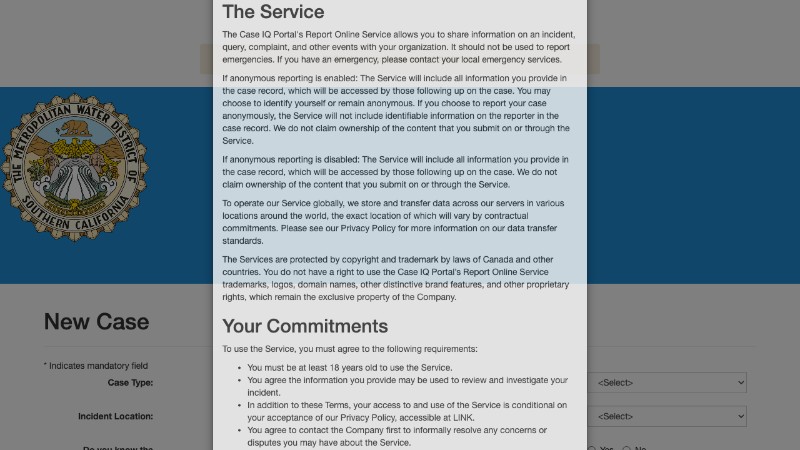 The Service
The Case IQ Portal's Report Online Service allows you to share information on an incident,
query, complaint, and other events with your organization. It should not be used to report
emergencies. If you have an emergency, please contact your local emergency services.
If anonymous reporting is enabled: The Service will include all information you provide in
the case record, which will be accessed by those following up on the case. You may
choose to identify yourself or remain anonymous. If you choose to report your case
anonymously, the Service will not include identifiable information on the reporter in the
case record. We do not claim ownership of the content that you submit on or through the
Service.
If anonymous reporting is disabled: The Service will include all information you provide in
the case record, which will be accessed by those following up on the case. We do not
claim ownership of the content that you submit on or through the Service.
To operate our Service globally, we store and transfer data across our servers in various
locations around the world, the exact location of which will vary by contractual
commitments. Please see our Privacy Policy for more information on our data transfer
standards.
The Services are protected by copyright and trademark by laws of Canada and other
countries. You do not have a right to use the Case IQ Portal's Report Online Service
trademarks, logos, domain names, other distinctive brand features, and other proprietary
rights, which remain the exclusive property of the Company.
Your Commitments
To use the Service, you must agree to the following requirements:
• You must be at least 18 years old to use the Service.
• You agree the information you provide may be used to review and investigate your
incident.
• In addition to these Terms, your access to and use of the Service is conditional on
your acceptance of our Privacy Policy, accessible at LINK.
• You agree to contact the Company first to informally resolve any concerns or
disputes you may have about the Service.
THE METROPOLITAN WATER DISTRICT OF
SOUTHERN CALIFORNIA
New Case
* Indicates mandatory field
Case Type:
<Select>
Incident Location:
<Select>
Do you know the
Yes
No